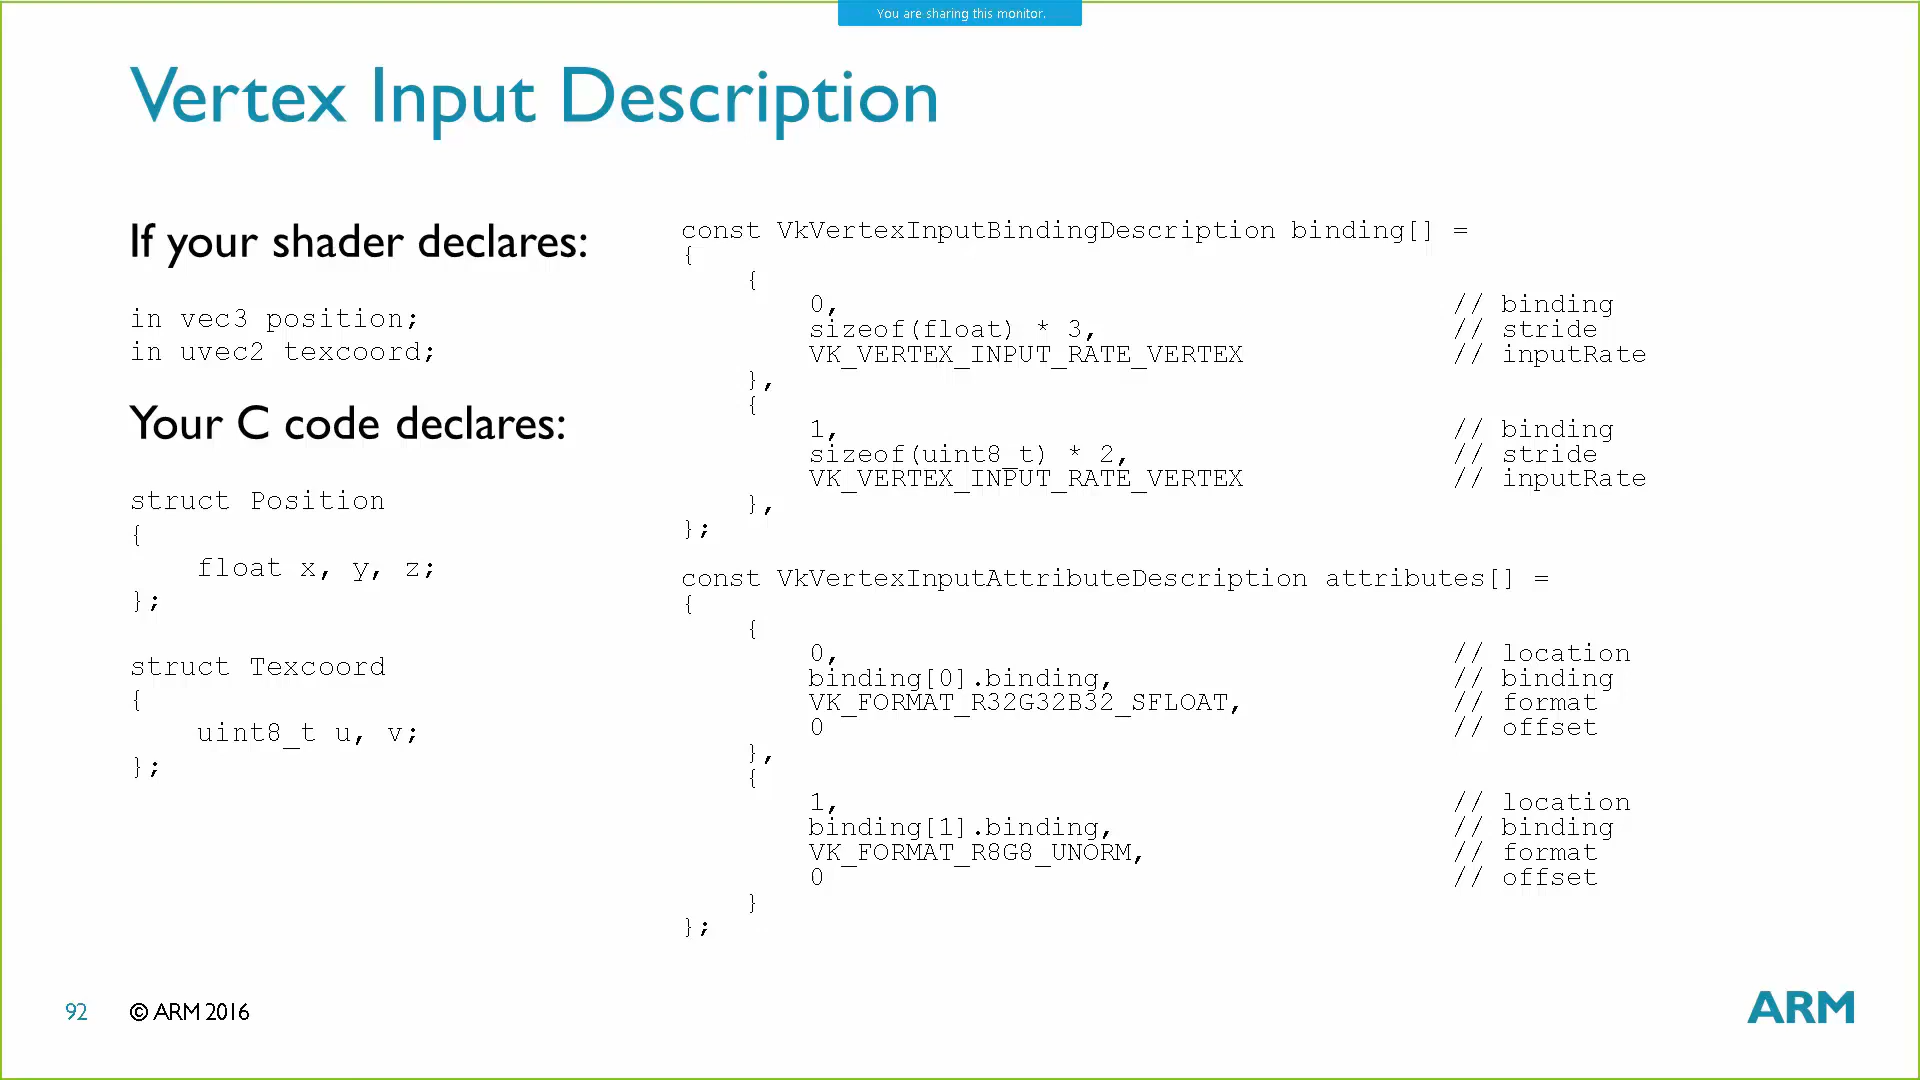 You are sharing this monitor.
Vertex Input Description
If your shader declares:
in vec3 position;
in uvec2 texcoord;
Your C code declares:
struct Position
{
    float x, y, z;
};
struct Texcoord
{
    uint8_t u, v;
};
const VkVertexInputBindingDescription binding[] =
{
    {
        0, // binding
        sizeof(float) * 3, // stride
        VK_VERTEX_INPUT_RATE_VERTEX // inputRate
    },
    {
        1, // binding
        sizeof(uint8_t) * 2, // stride
        VK_VERTEX_INPUT_RATE_VERTEX // inputRate
    },
};
const VkVertexInputAttributeDescription attributes[] =
{
    {
        0, // location
        binding[0].binding, // binding
        VK_FORMAT_R32G32B32_SFLOAT, // format
        0 // offset
    },
    {
        1, // location
        binding[1].binding, // binding
        VK_FORMAT_R8G8_UNORM, // format
        0 // offset
    }
};
92 © ARM 2016
ARM